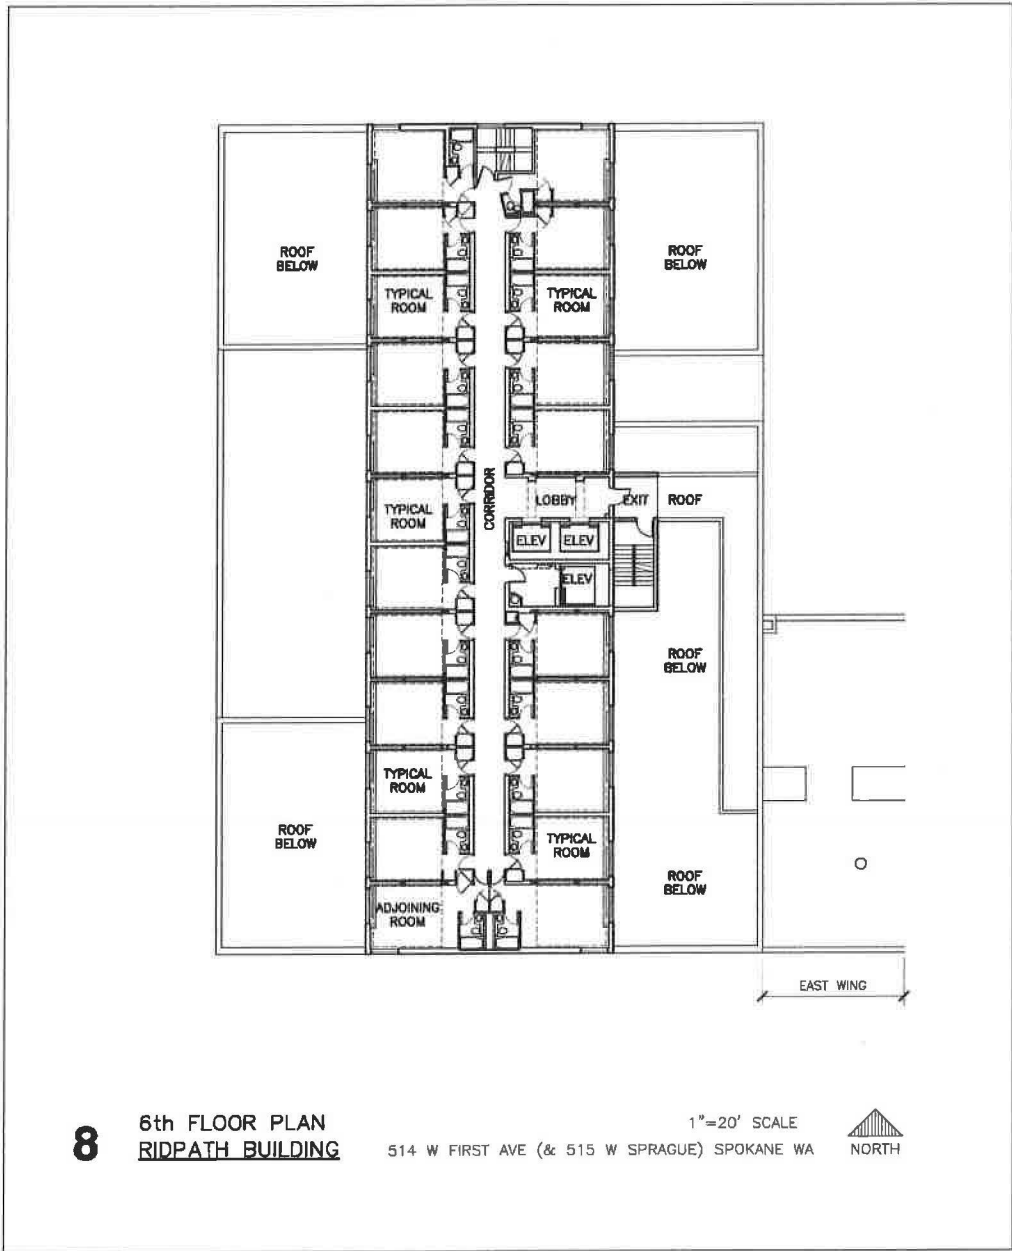 ROOF
BELOW
ROOF
BELOW
TYPICAL
ROOM
TYPICAL
ROOM
CORRIDOR
LOBBY
EXIT
ROOF
TYPICAL
ROOM
ELEV
ELEV
ELEV
ROOF
BELOW
TYPICAL
ROOM
ROOF
BELOW
TYPICAL
ROOM
ROOF
BELOW
ADJOINING
ROOM
EAST WING
8
6th FLOOR PLAN
RIDPATH BUILDING
1"=20' SCALE
514 W FIRST AVE (& 515 W SPRAGUE) SPOKANE WA
NORTH